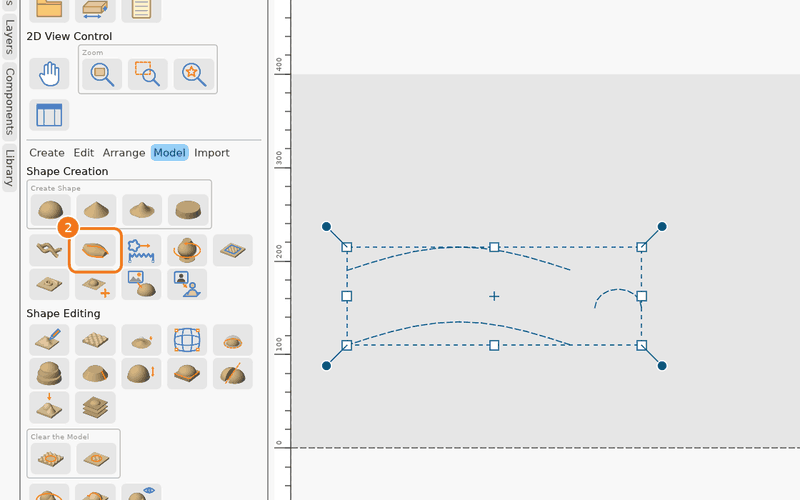 Layers
Components
Library
2D View Control
Zoom
Create Edit Arrange Model Import
Shape Creation
Create Shape
2
Shape Editing
Clear the Model
400
300
200
100
0